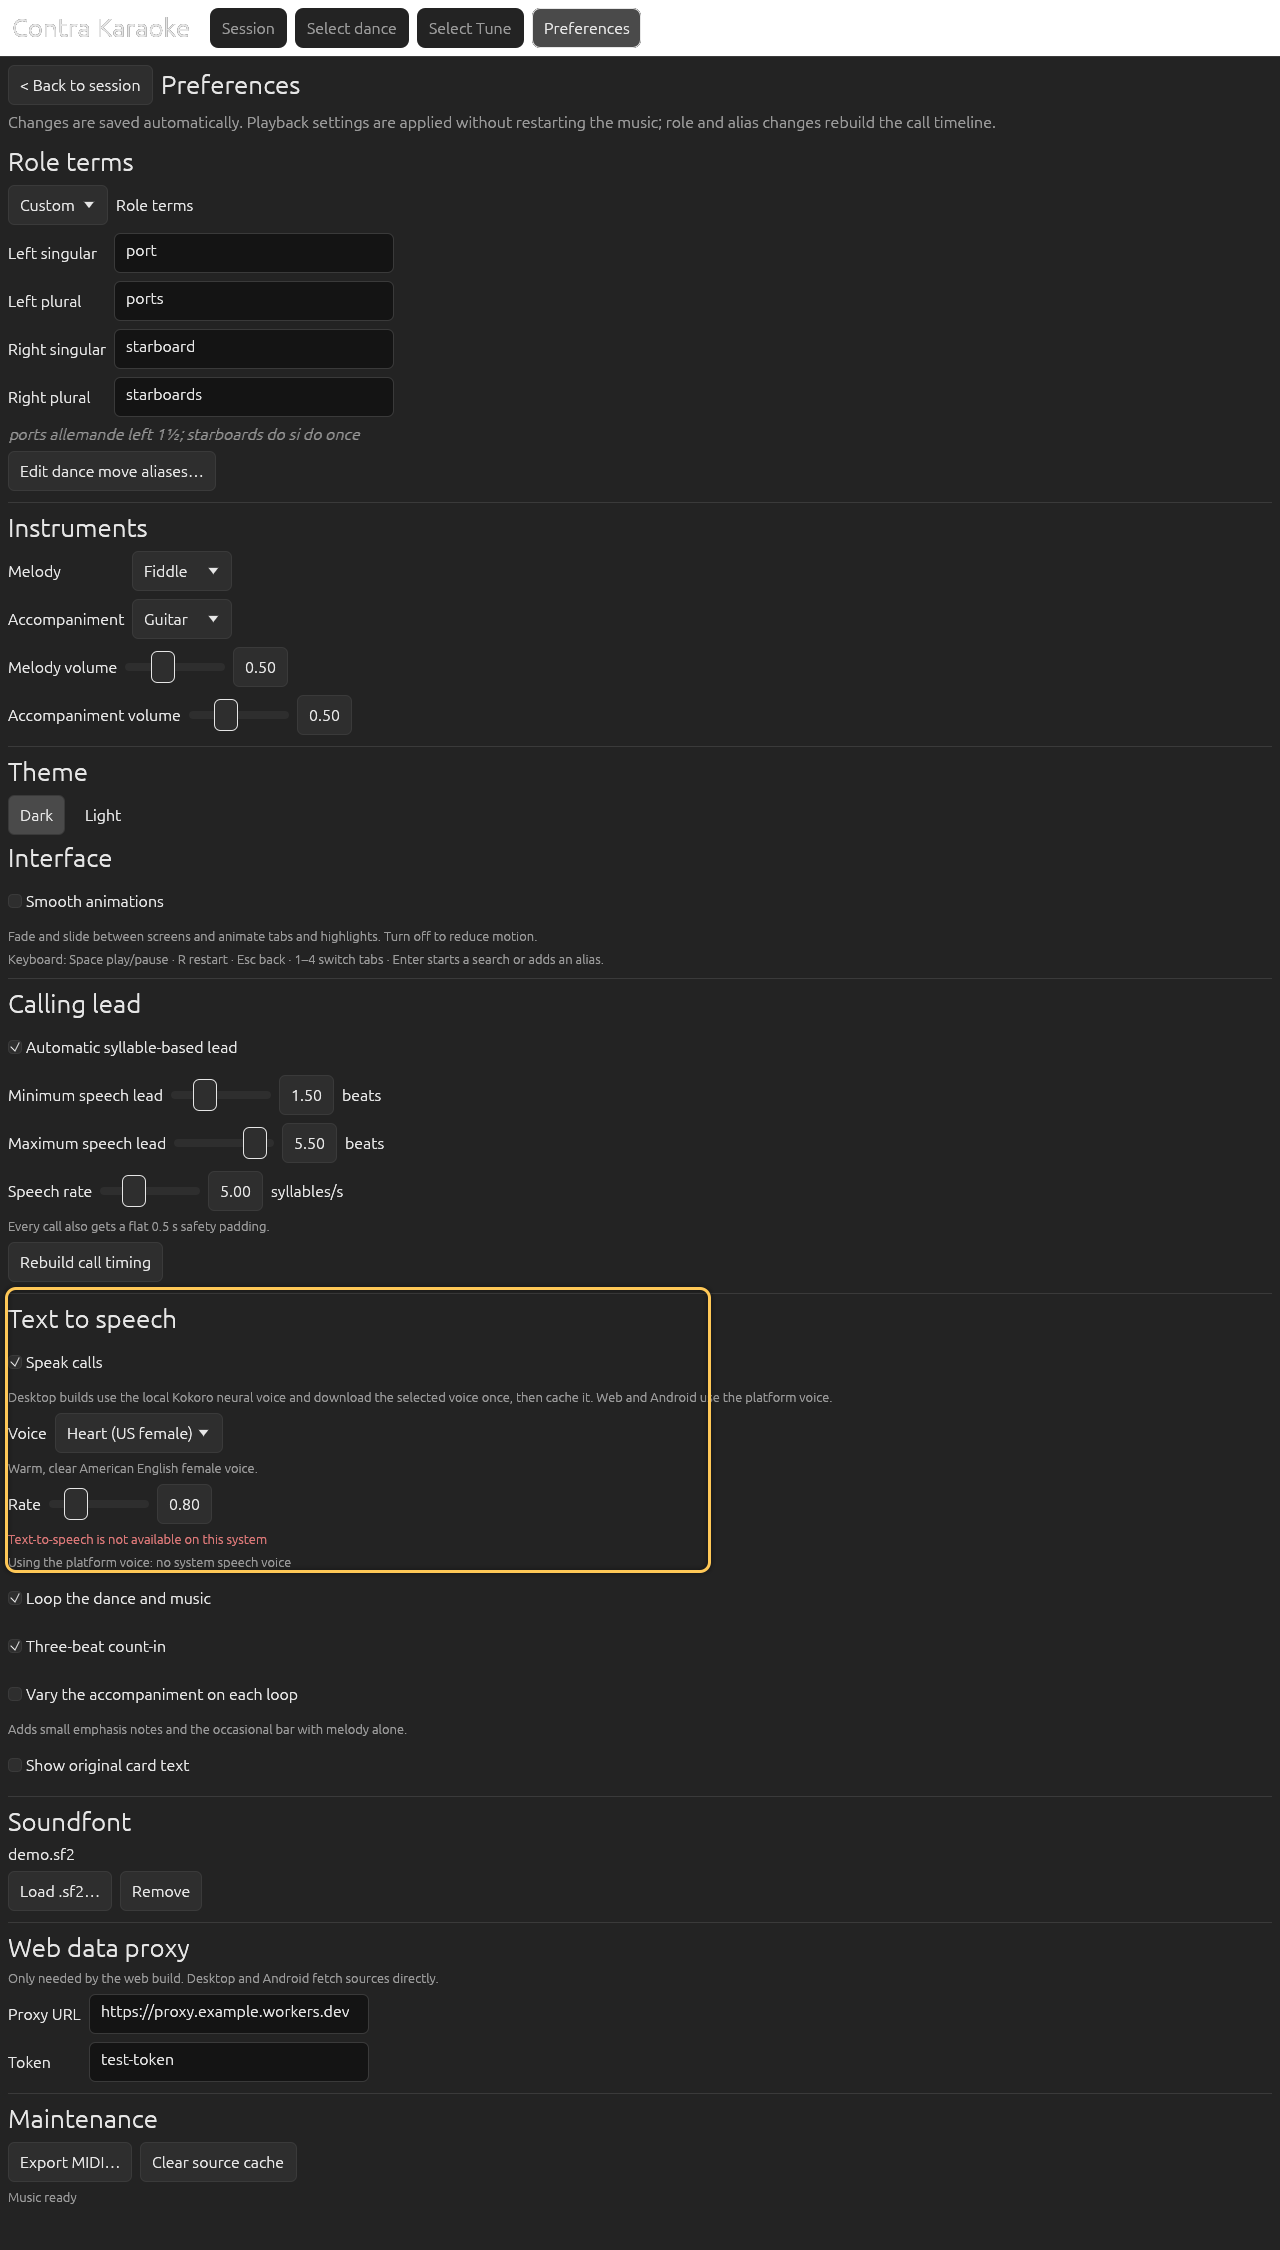 Contra Karaoke Session Select dance Select Tune Preferences
< Back to session Preferences
Changes are saved automatically. Playback settings are applied without restarting the music; role and alias changes rebuild the call timeline.
Role terms
Custom Role terms
Left singular port
Left plural ports
Right singular starboard
Right plural starboards
ports allemande left 1½; starboards do si do once
Edit dance move aliases...
Instruments
Melody Fiddle
Accompaniment Guitar
Melody volume 0.50
Accompaniment volume 0.50
Theme
Dark Light
Interface
Smooth animations
Fade and slide between screens and animate tabs and highlights. Turn off to reduce motion.
Keyboard: Space play/pause · R restart · Esc back · 1–4 switch tabs · Enter starts a search or adds an alias.
Calling lead
Automatic syllable-based lead
Minimum speech lead 1.50 beats
Maximum speech lead 5.50 beats
Speech rate 5.00 syllables/s
Every call also gets a flat 0.5 s safety padding.
Rebuild call timing
Text to speech
Speak calls
Desktop builds use the local Kokoro neural voice and download the selected voice once, then cache it. Web and Android use the platform voice.
Voice Heart (US female)
Warm, clear American English female voice.
Rate 0.80
Text-to-speech is not available on this system
Using the platform voice: no system speech voice
Loop the dance and music
Three-beat count-in
Vary the accompaniment on each loop
Adds small emphasis notes and the occasional bar with melody alone.
Show original card text
Soundfont
demo.sf2
Load .sf2... Remove
Web data proxy
Only needed by the web build. Desktop and Android fetch sources directly.
Proxy URL https://proxy.example.workers.dev
Token test-token
Maintenance
Export MIDI... Clear source cache
Music ready